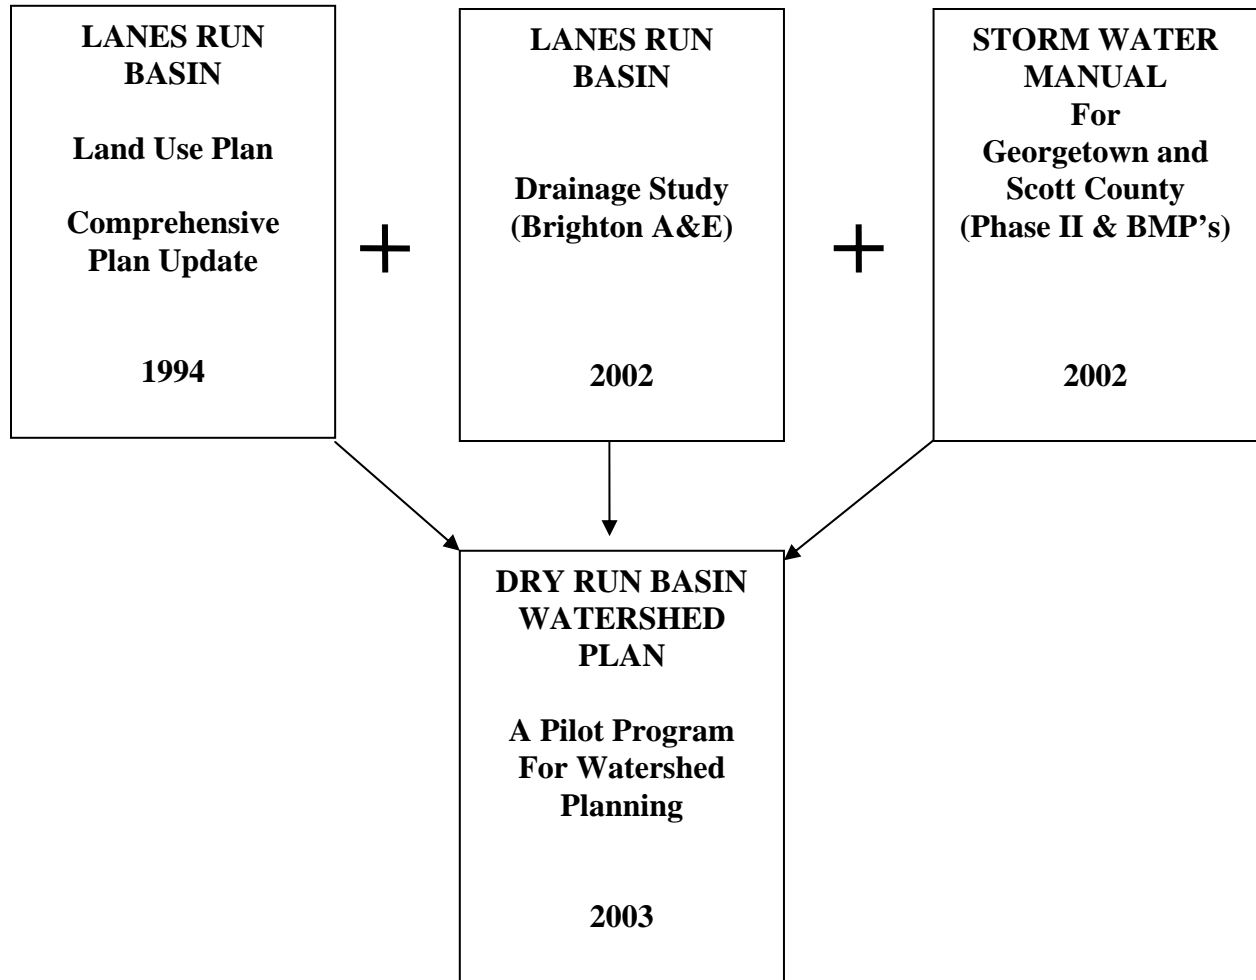 LANES RUN
BASIN
Land Use Plan
Comprehensive
Plan Update
1994
+
LANES RUN
BASIN
Drainage Study
(Brighton A&E)
2002
+
STORM WATER
MANUAL
For
Georgetown and
Scott County
(Phase II & BMP’s)
2002
DRY RUN BASIN
WATERSHED
PLAN
A Pilot Program
For Watershed
Planning
2003